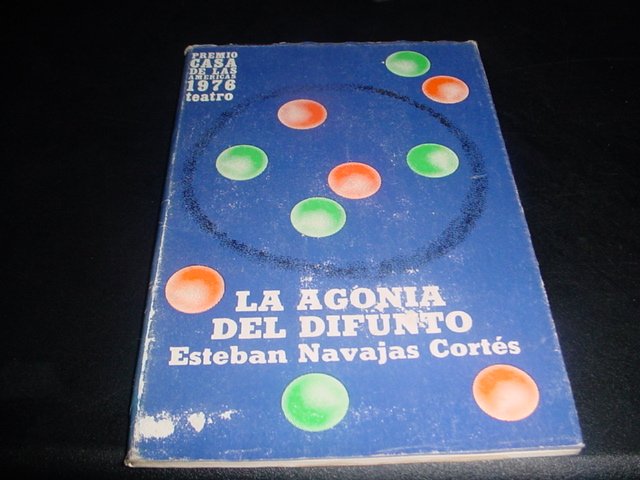 PREMIO
CASA
DE LAS
AMERICAS
1976
teatro
LA AGONIA
DEL DIFUNTO
Esteban Navajas Cortés